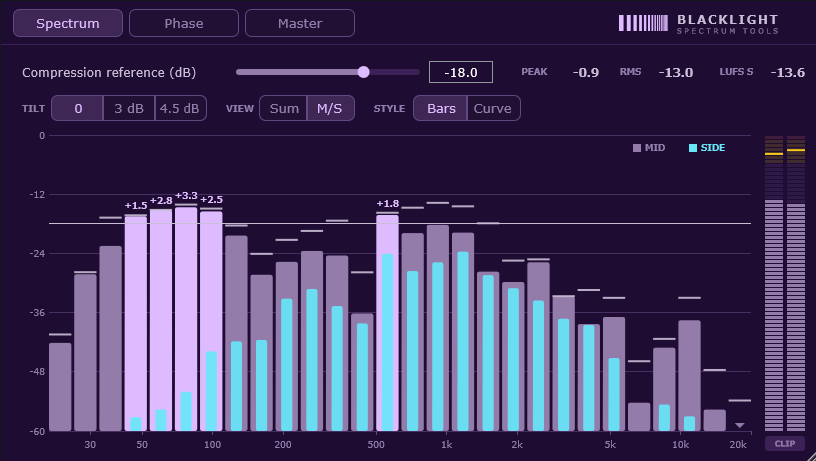 Spectrum Phase Master
BLACKLIGHT
SPECTRUM TOOLS
Compression reference (dB) -18.0 PEAK -0.9 RMS -13.0 LUFS S -13.6
TILT 0 3 dB 4.5 dB VIEW Sum M/S STYLE Bars Curve
0
MID SIDE
-12
+1.5 +2.8 +3.3 +2.5 +1.8
-24
-36
-48
-60
30 50 100 200 500 1k 2k 5k 10k 20k
CLIP